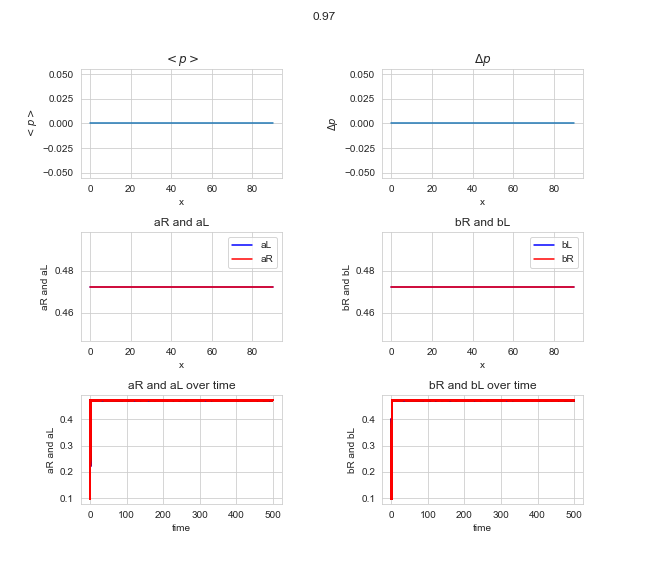 0.97
< p >
Δp
0.050
0.025
0.000
−0.025
−0.050
< p >
0 20 40 60 80
x
0.050
0.025
0.000
−0.025
−0.050
Δp
0 20 40 60 80
x
aR and aL
bR and bL
aL
aR
0.48
0.46
aR and aL
0 20 40 60 80
x
bL
bR
0.48
0.46
bR and bL
0 20 40 60 80
x
aR and aL over time
bR and bL over time
0.4
0.3
0.2
0.1
aR and aL
0 100 200 300 400 500
time
0.4
0.3
0.2
0.1
bR and bL
0 100 200 300 400 500
time